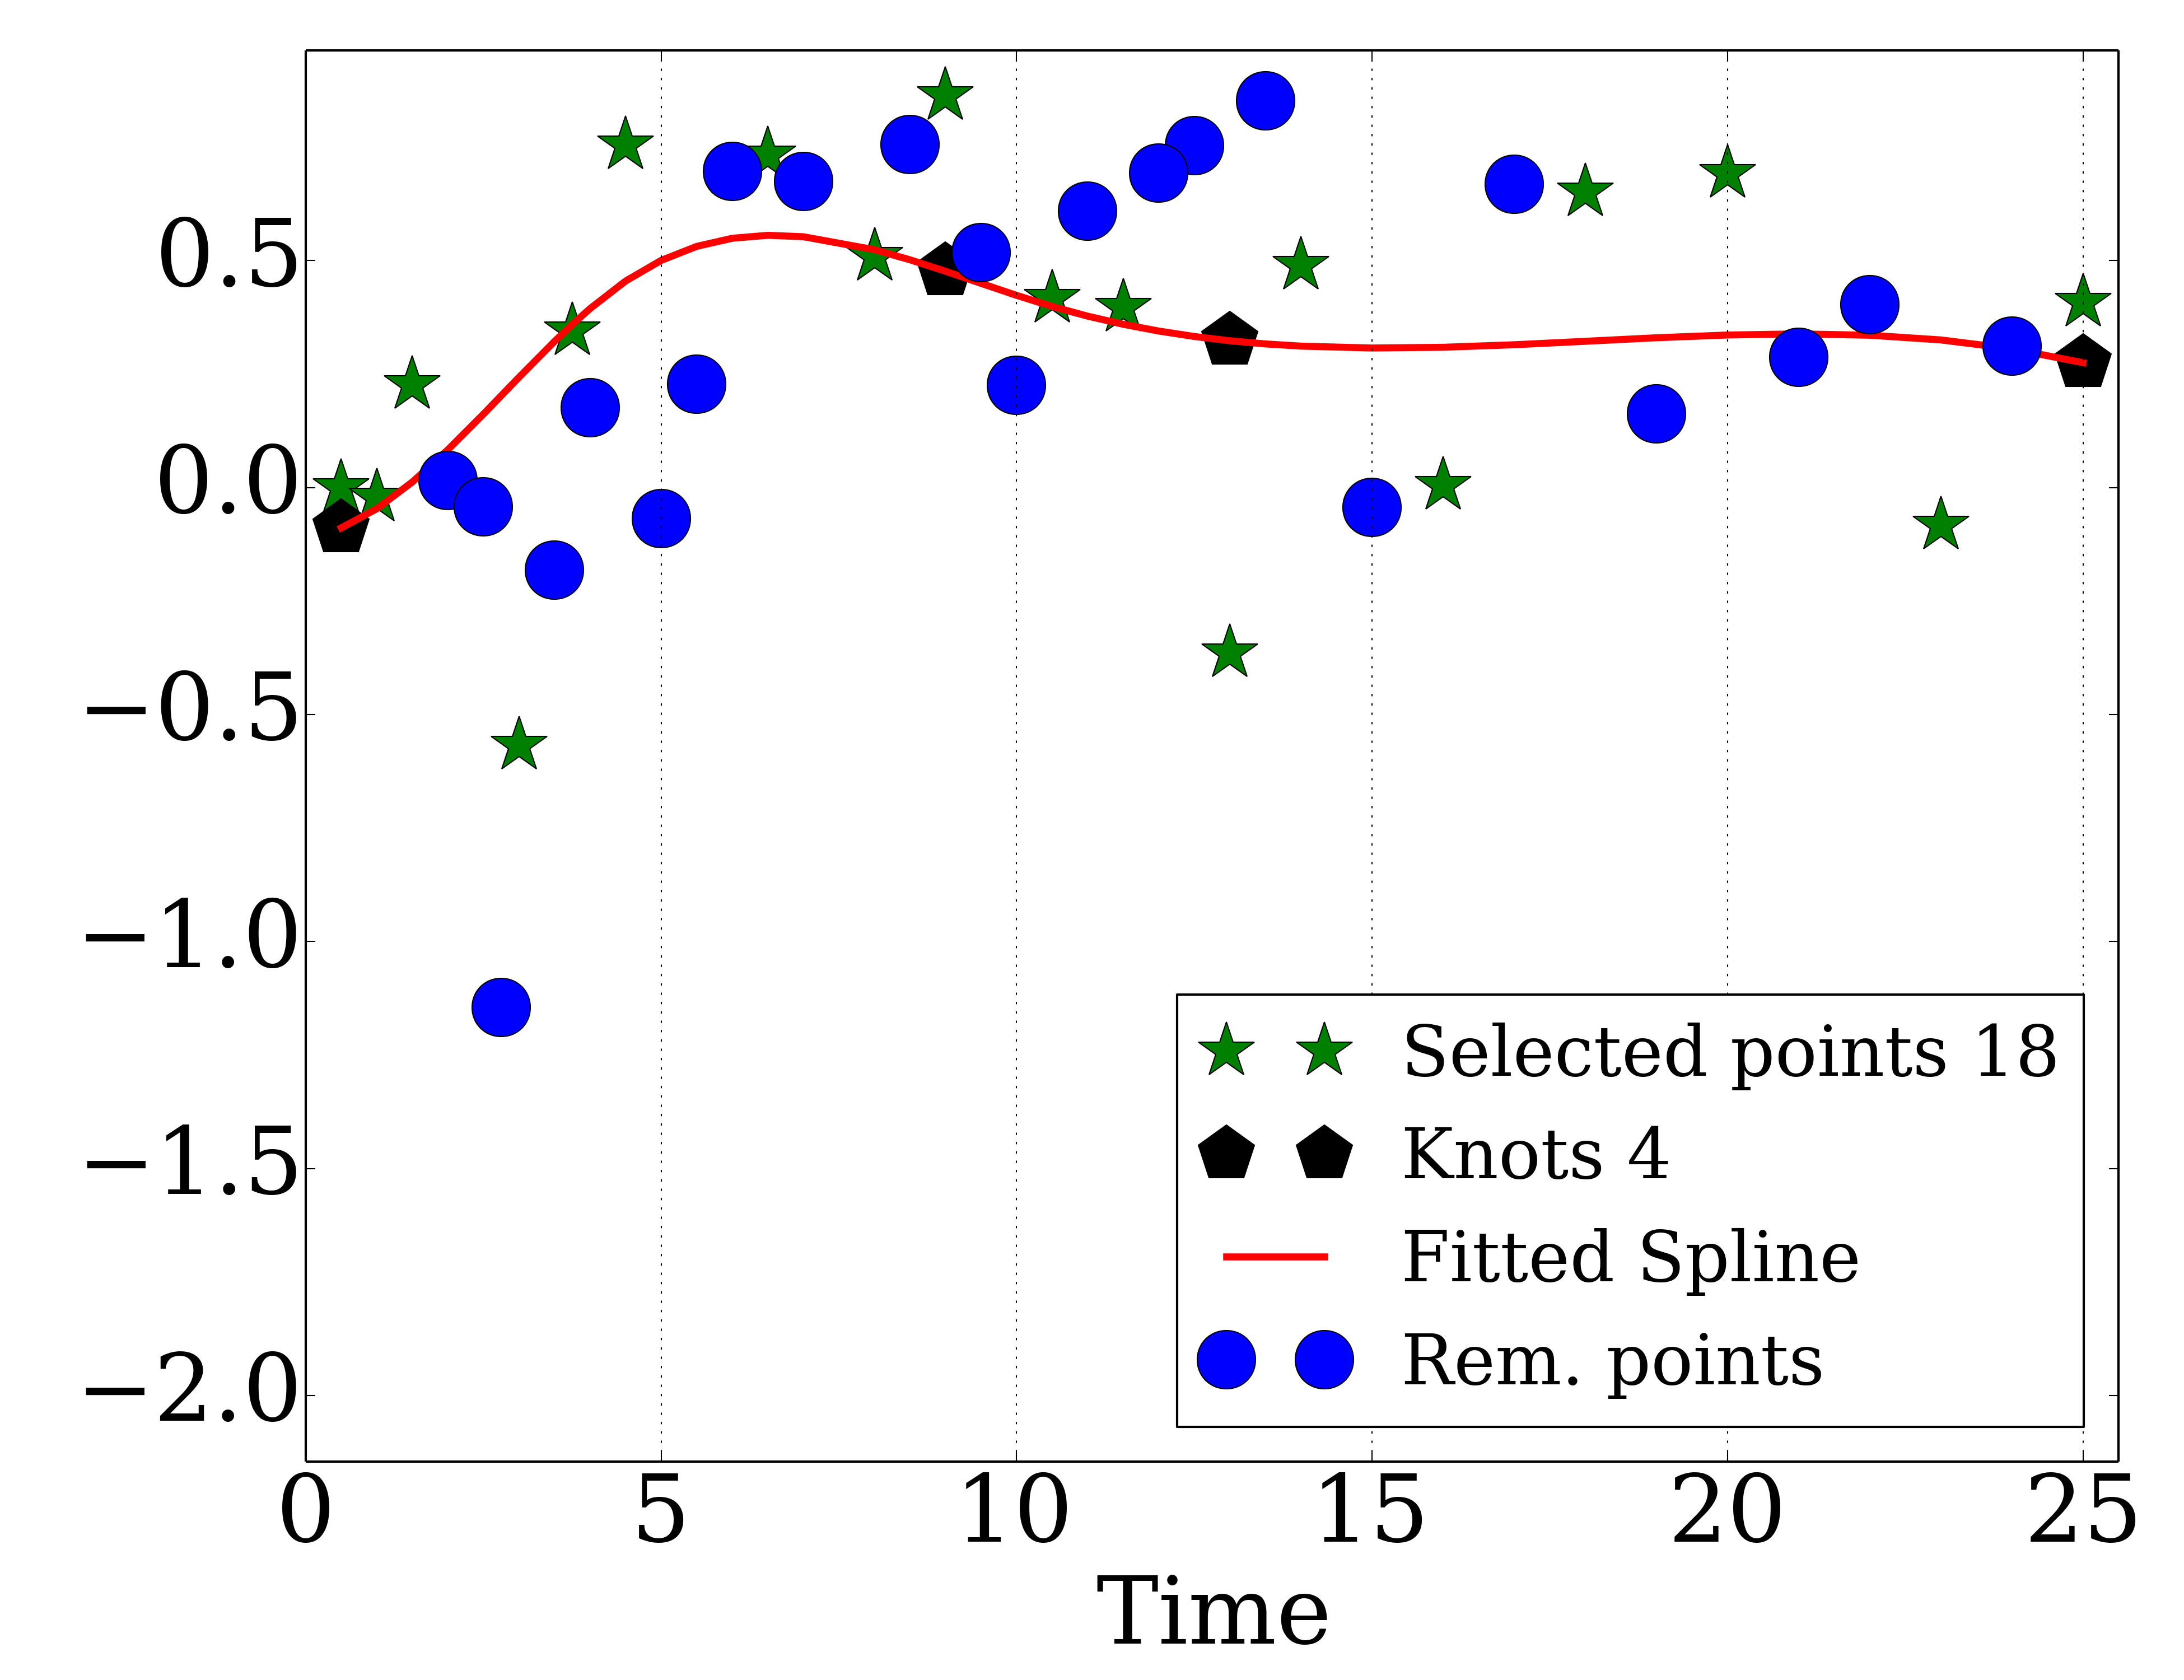 0.5
0.0
−0.5
−1.0
−1.5
−2.0
Selected points 18
Knots 4
Fitted Spline
Rem. points
0 5 10 15 20 25
Time